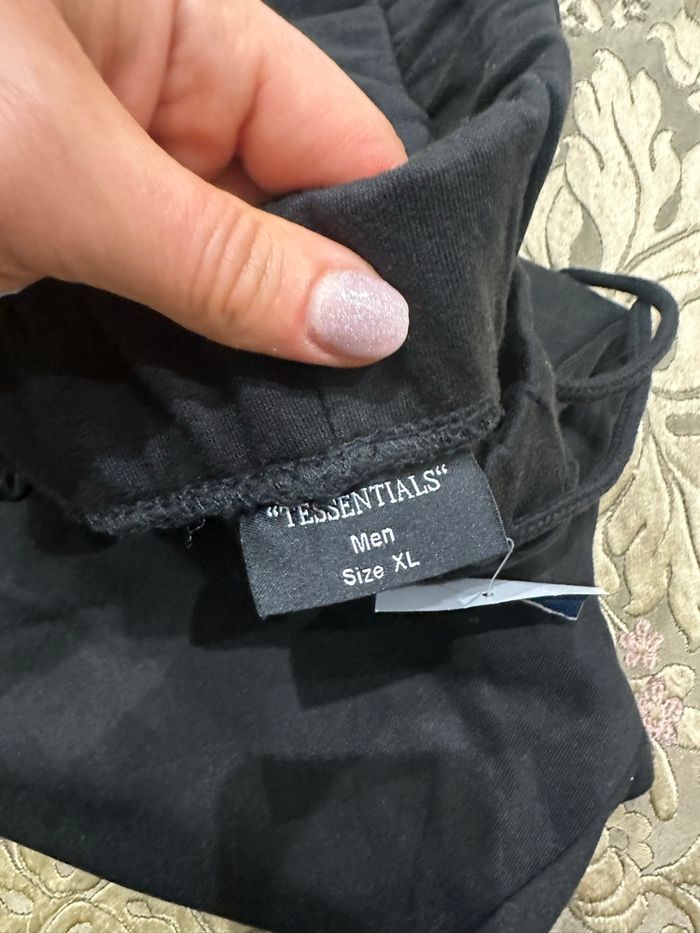 “TESSENTIALS“
Men
Size XL